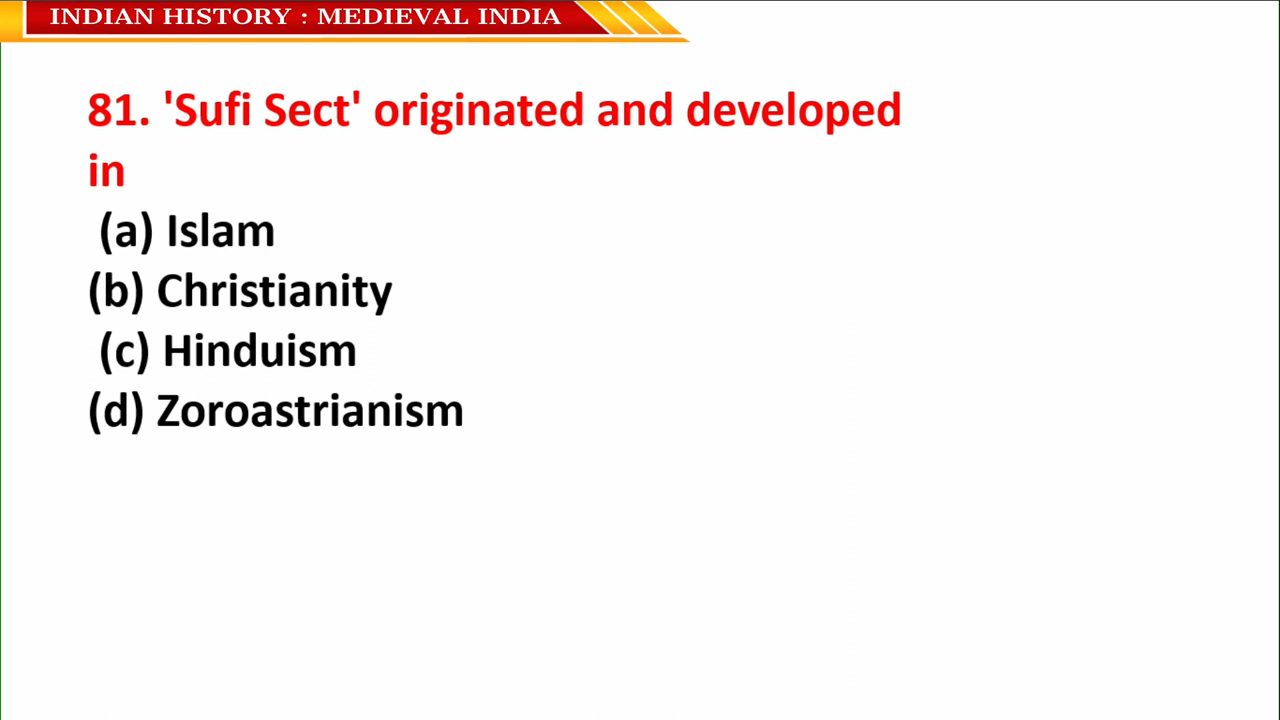 INDIAN HISTORY : MEDIEVAL INDIA
81. 'Sufi Sect' originated and developed
in
(a) Islam
(b) Christianity
(c) Hinduism
(d) Zoroastrianism